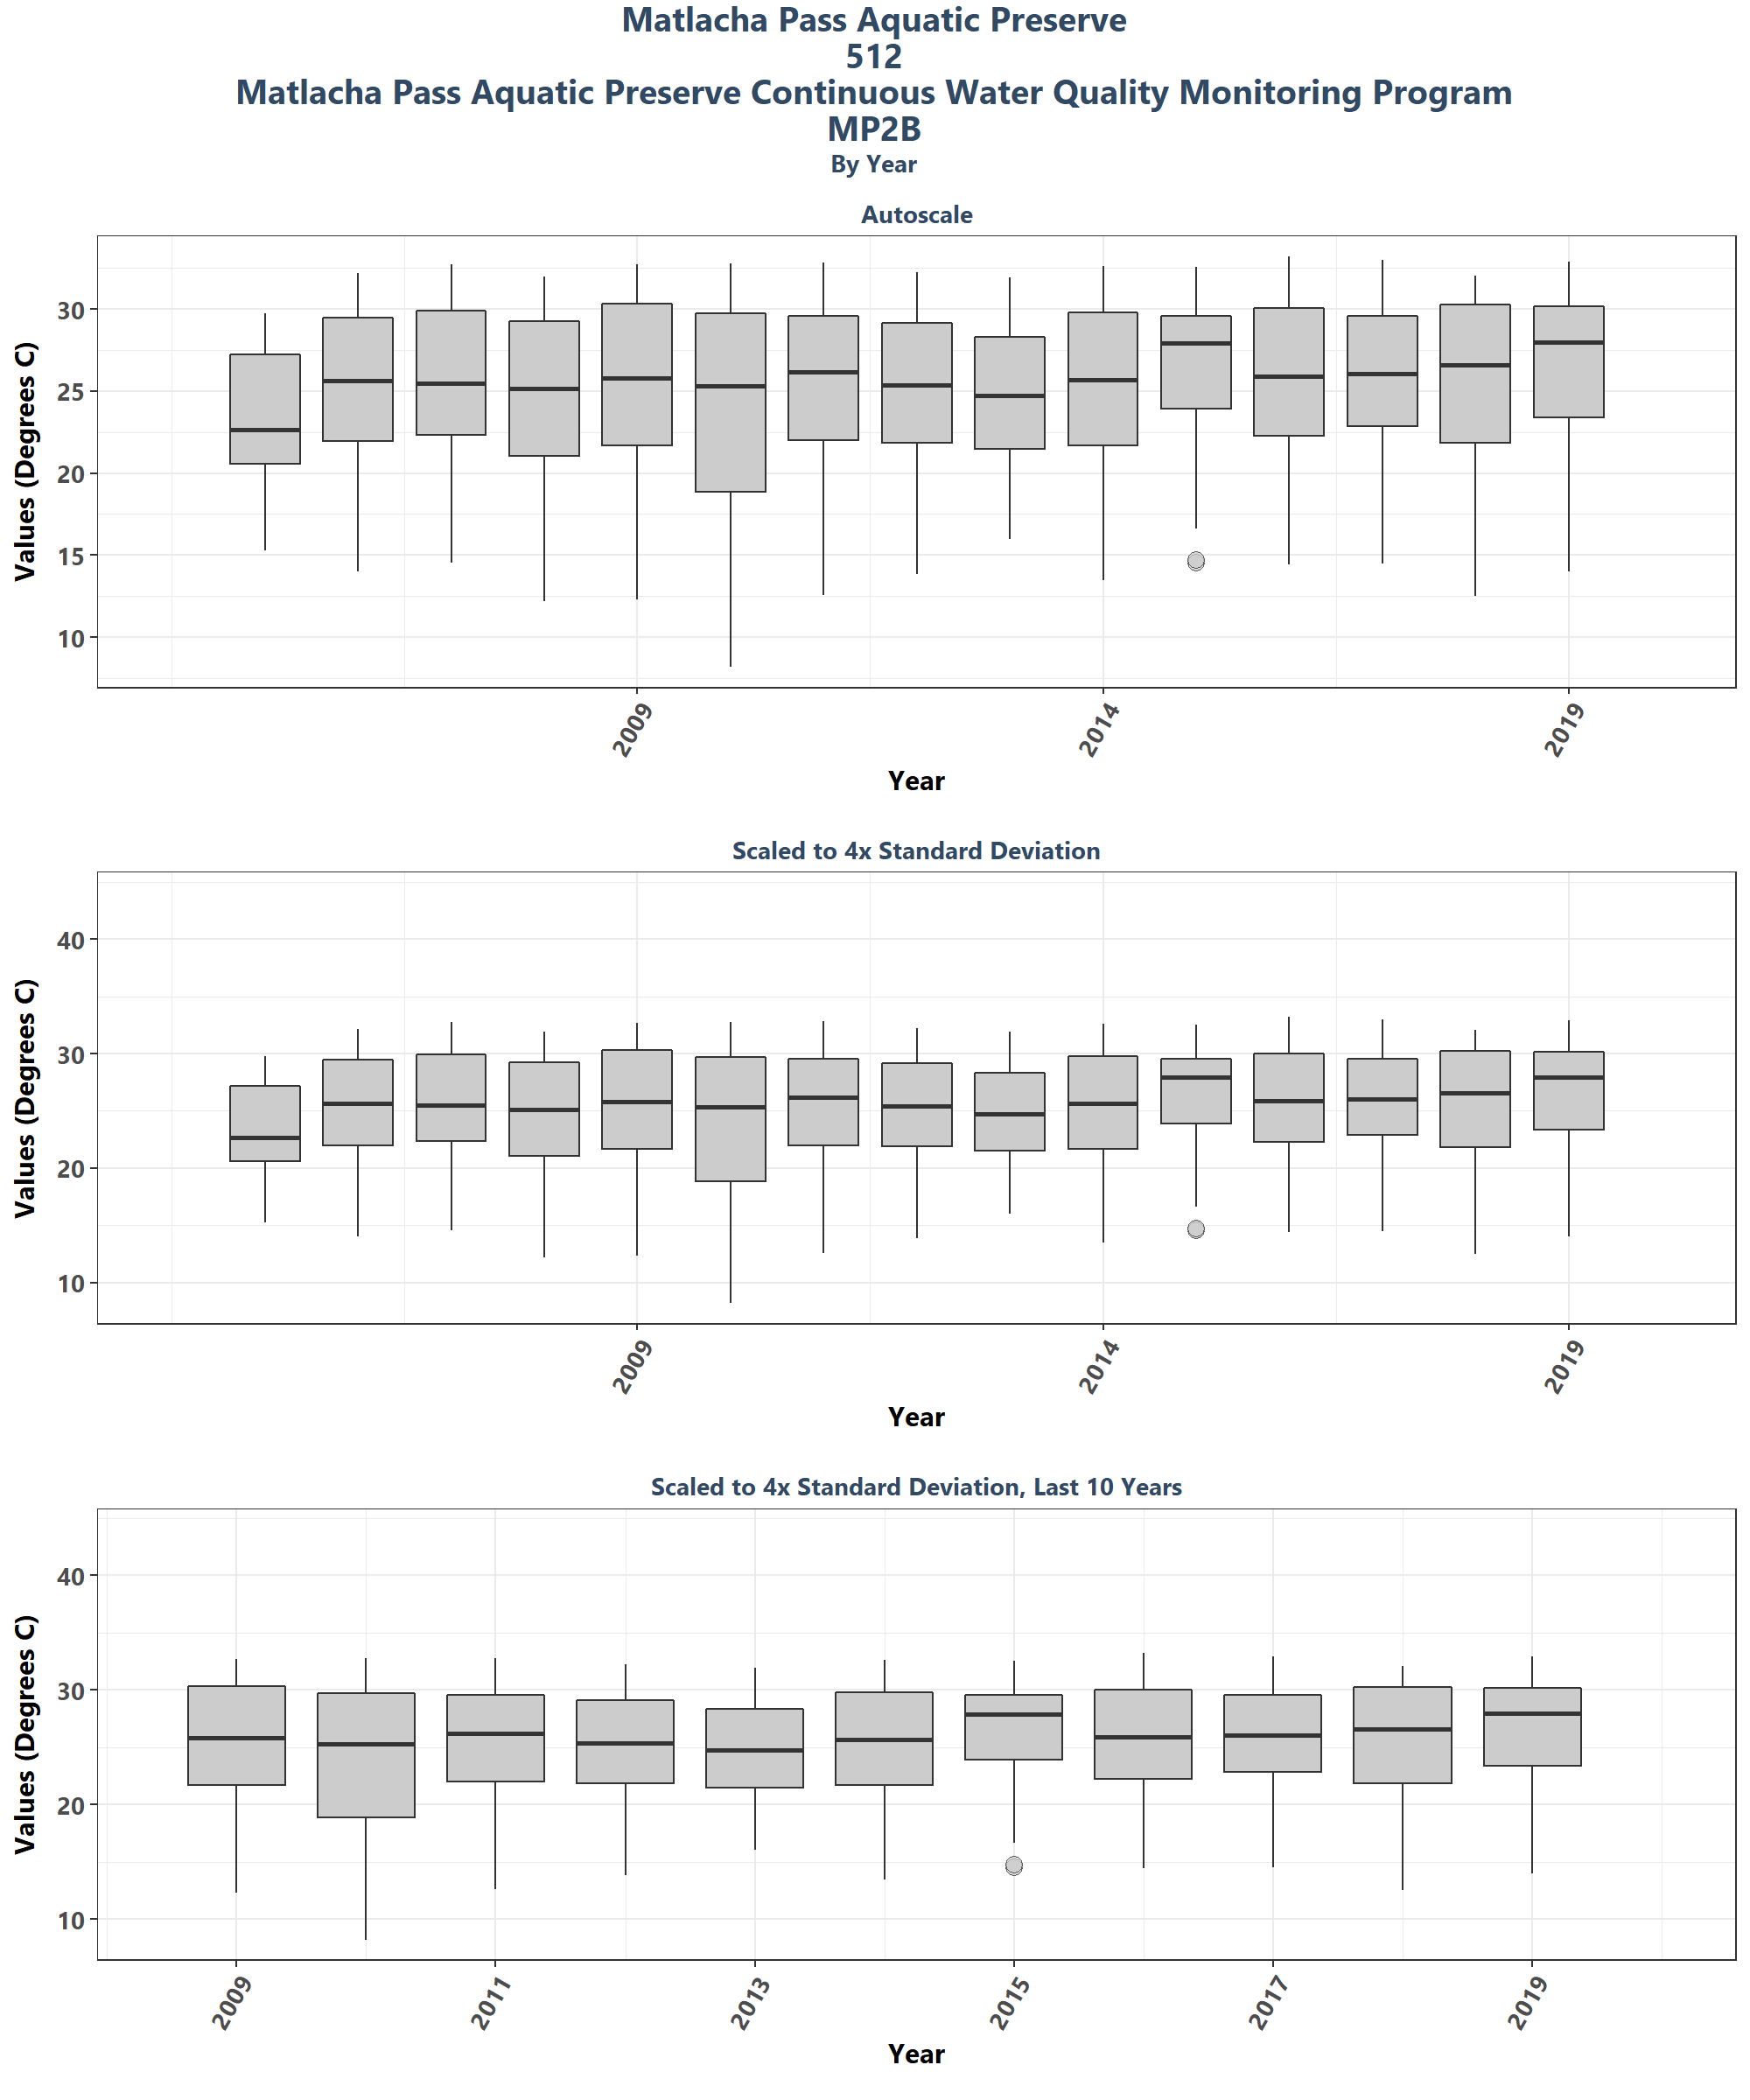 Matlacha Pass Aquatic Preserve
512
Matlacha Pass Aquatic Preserve Continuous Water Quality Monitoring Program
MP2B
By Year
Autoscale
Values (Degrees C)
30
25
20
15
10
2009
2014
2019
Year
Scaled to 4x Standard Deviation
Values (Degrees C)
40
30
20
10
2009
2014
2019
Year
Scaled to 4x Standard Deviation, Last 10 Years
Values (Degrees C)
40
30
20
10
2009
2011
2013
2015
2017
2019
Year